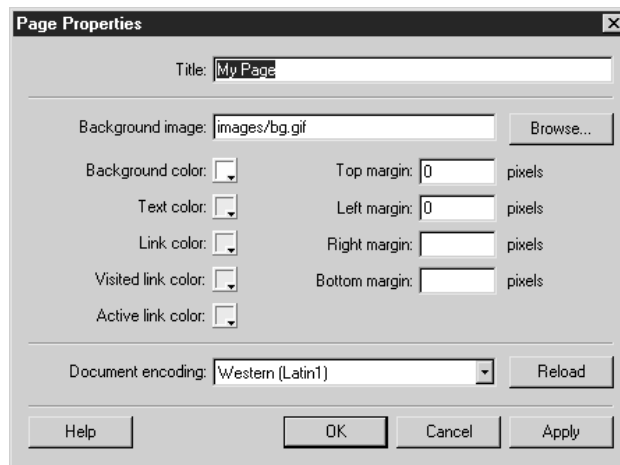 Page Properties
Title: My Page
Background image: images/bg.gif Browse...
Background color: Top margin: 0 pixels
Text color: Left margin: 0 pixels
Link color: Right margin: pixels
Visited link color: Bottom margin: pixels
Active link color:
Document encoding: Western (Latin1) Reload
Help OK Cancel Apply